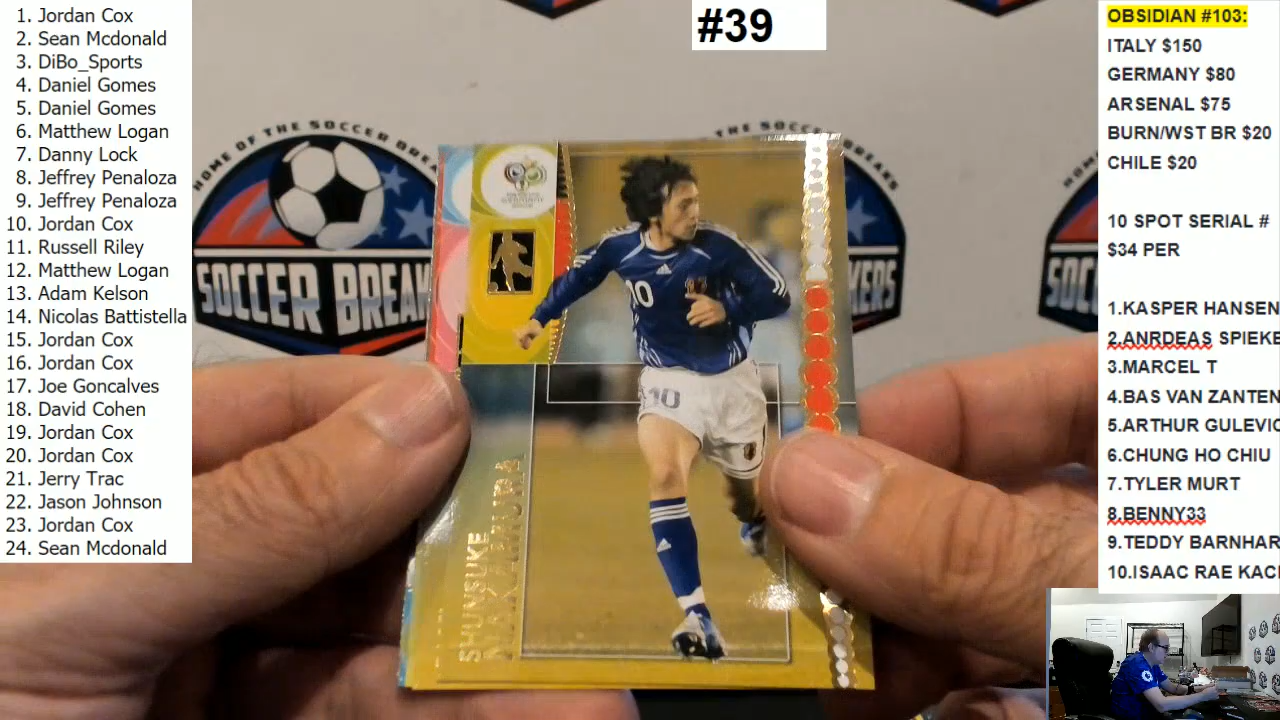 1. Jordan Cox
2. Sean Mcdonald
3. DiBo_Sports
4. Daniel Gomes
5. Daniel Gomes
6. Matthew Logan
7. Danny Lock
8. Jeffrey Penaloza
9. Jeffrey Penaloza
10. Jordan Cox
11. Russell Riley
12. Matthew Logan
13. Adam Kelson
14. Nicolas Battistella
15. Jordan Cox
16. Jordan Cox
17. Joe Goncalves
18. David Cohen
19. Jordan Cox
20. Jordan Cox
21. Jerry Trac
22. Jason Johnson
23. Jordan Cox
24. Sean Mcdonald
#39
HOME OF THE SOCCER BREAK
SOCCER BREAK
KERS
10
10
SHUNSUKE
NAKAMURA
OBSIDIAN #103:
ITALY $150
GERMANY $80
ARSENAL $75
BURN/WST BR $20
CHILE $20
10 SPOT SERIAL #
$34 PER
1.KASPER HANSEN
2.ANRDEAS SPIEKE
3.MARCEL T
4.BAS VAN ZANTEN
5.ARTHUR GULEVIC
6.CHUNG HO CHIU
7.TYLER MURT
8.BENNY33
9.TEDDY BARNHAR
10.ISAAC RAE KAC